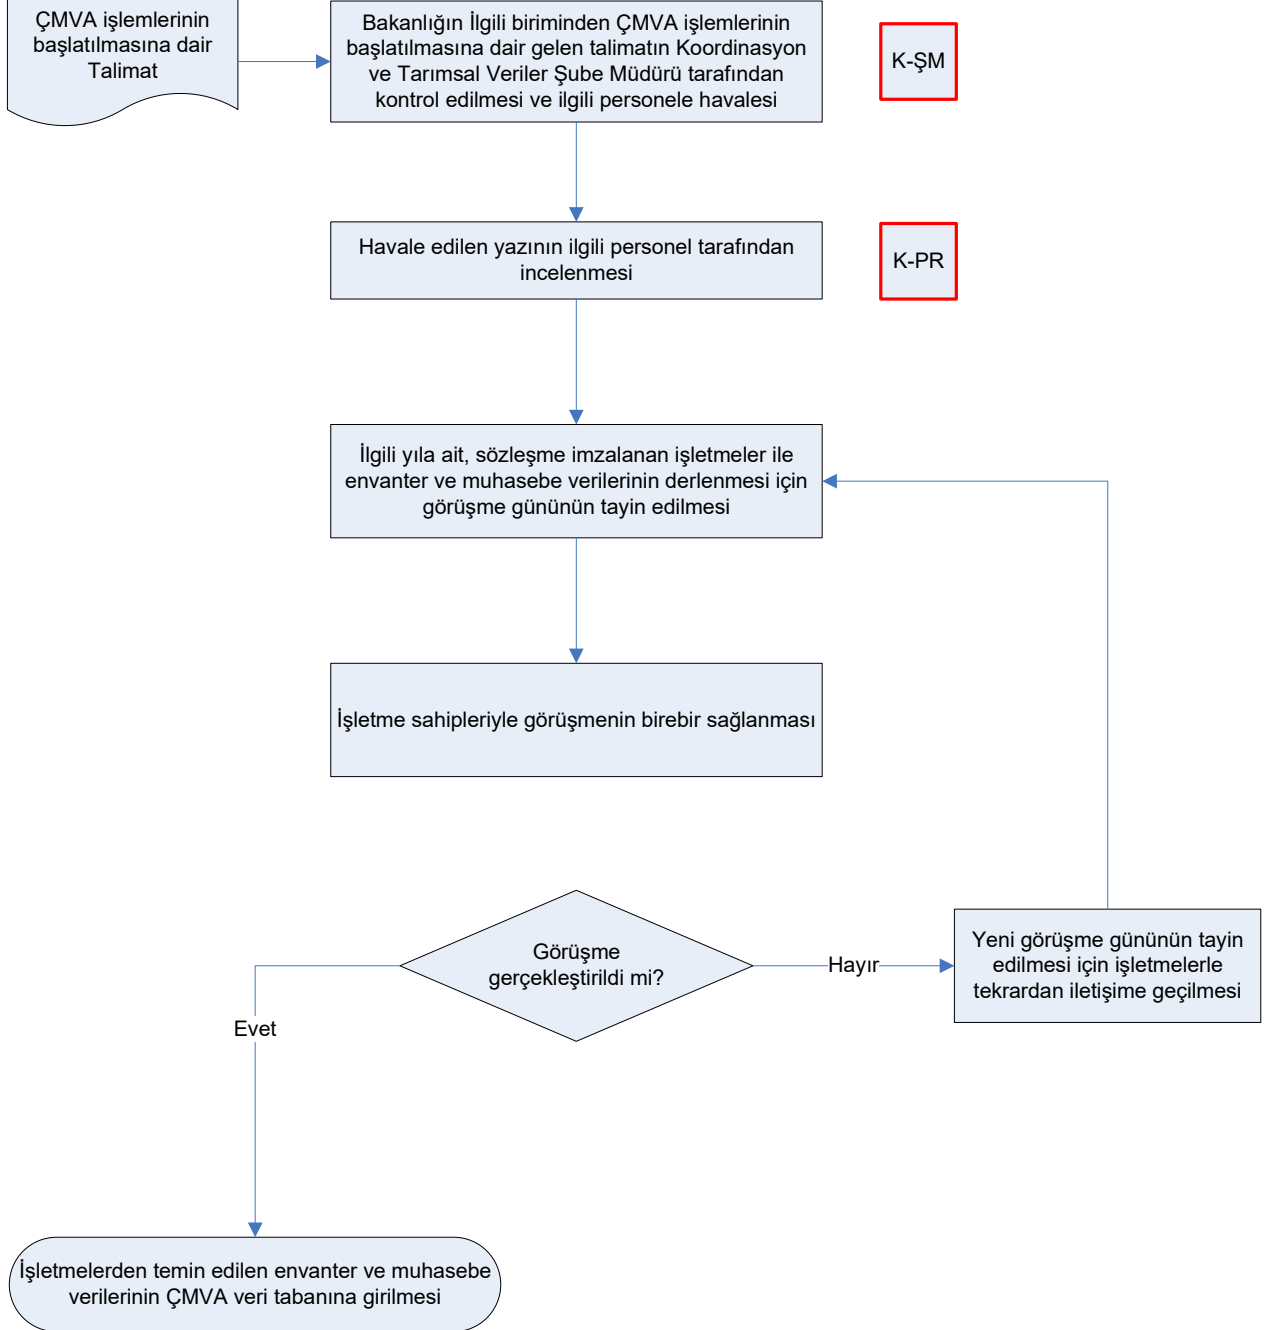 ÇMVA işlemlerinin
başlatılmasına dair
Talimat
Bakanlığın İlgili biriminden ÇMVA işlemlerinin
başlatılmasına dair gelen talimatın Koordinasyon
ve Tarımsal Veriler Şube Müdürü tarafından
kontrol edilmesi ve ilgili personele havalesi
K-ŞM
Havale edilen yazının ilgili personel tarafından
incelenmesi
K-PR
İlgili yıla ait, sözleşme imzalanan işletmeler ile
envanter ve muhasebe verilerinin derlenmesi için
görüşme gününün tayin edilmesi
İşletme sahipleriyle görüşmenin birebir sağlanması
Görüşme
gerçekleştirildi mi?
Hayır
Yeni görüşme gününün tayin
edilmesi için işletmelerle
tekrardan iletişime geçilmesi
Evet
İşletmelerden temin edilen envanter ve muhasebe
verilerinin ÇMVA veri tabanına girilmesi